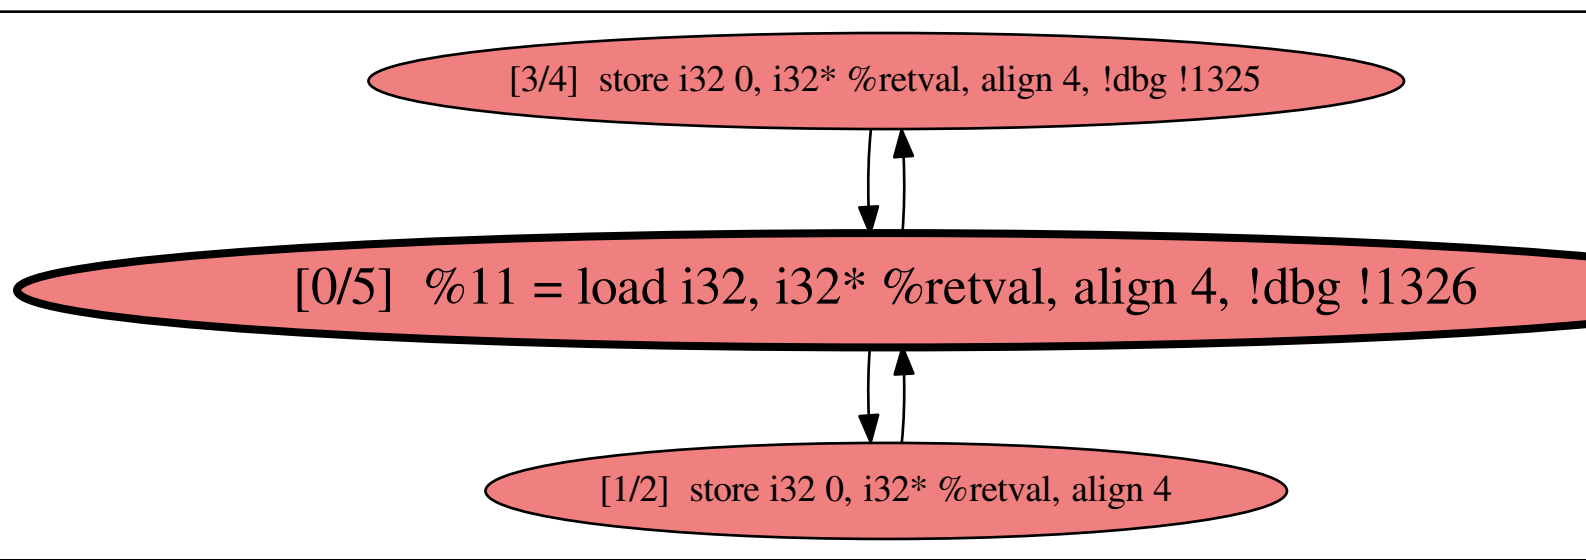 [3/4]  store i32 0, i32* %retval, align 4, !dbg !1325
[0/5]  %11 = load i32, i32* %retval, align 4, !dbg !1326
[1/2]  store i32 0, i32* %retval, align 4